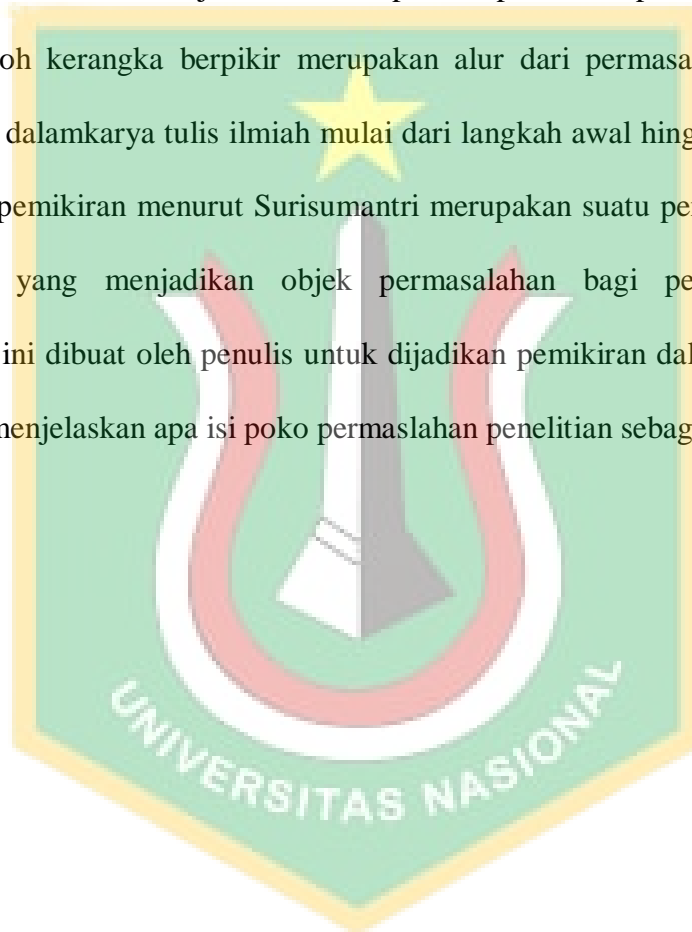 oh kerangka berpikir merupakan alur dari permasa
dalamkarya tulis ilmiah mulai dari langkah awal hing
pemikiran menurut Surisumantri merupakan suatu pe
yang menjadikan objek permasalahan bagi pe
ini dibuat oleh penulis untuk dijadikan pemikiran dal
menjelaskan apa isi poko permaslahan penelitian sebag
UNIVERSITAS NASIONAL